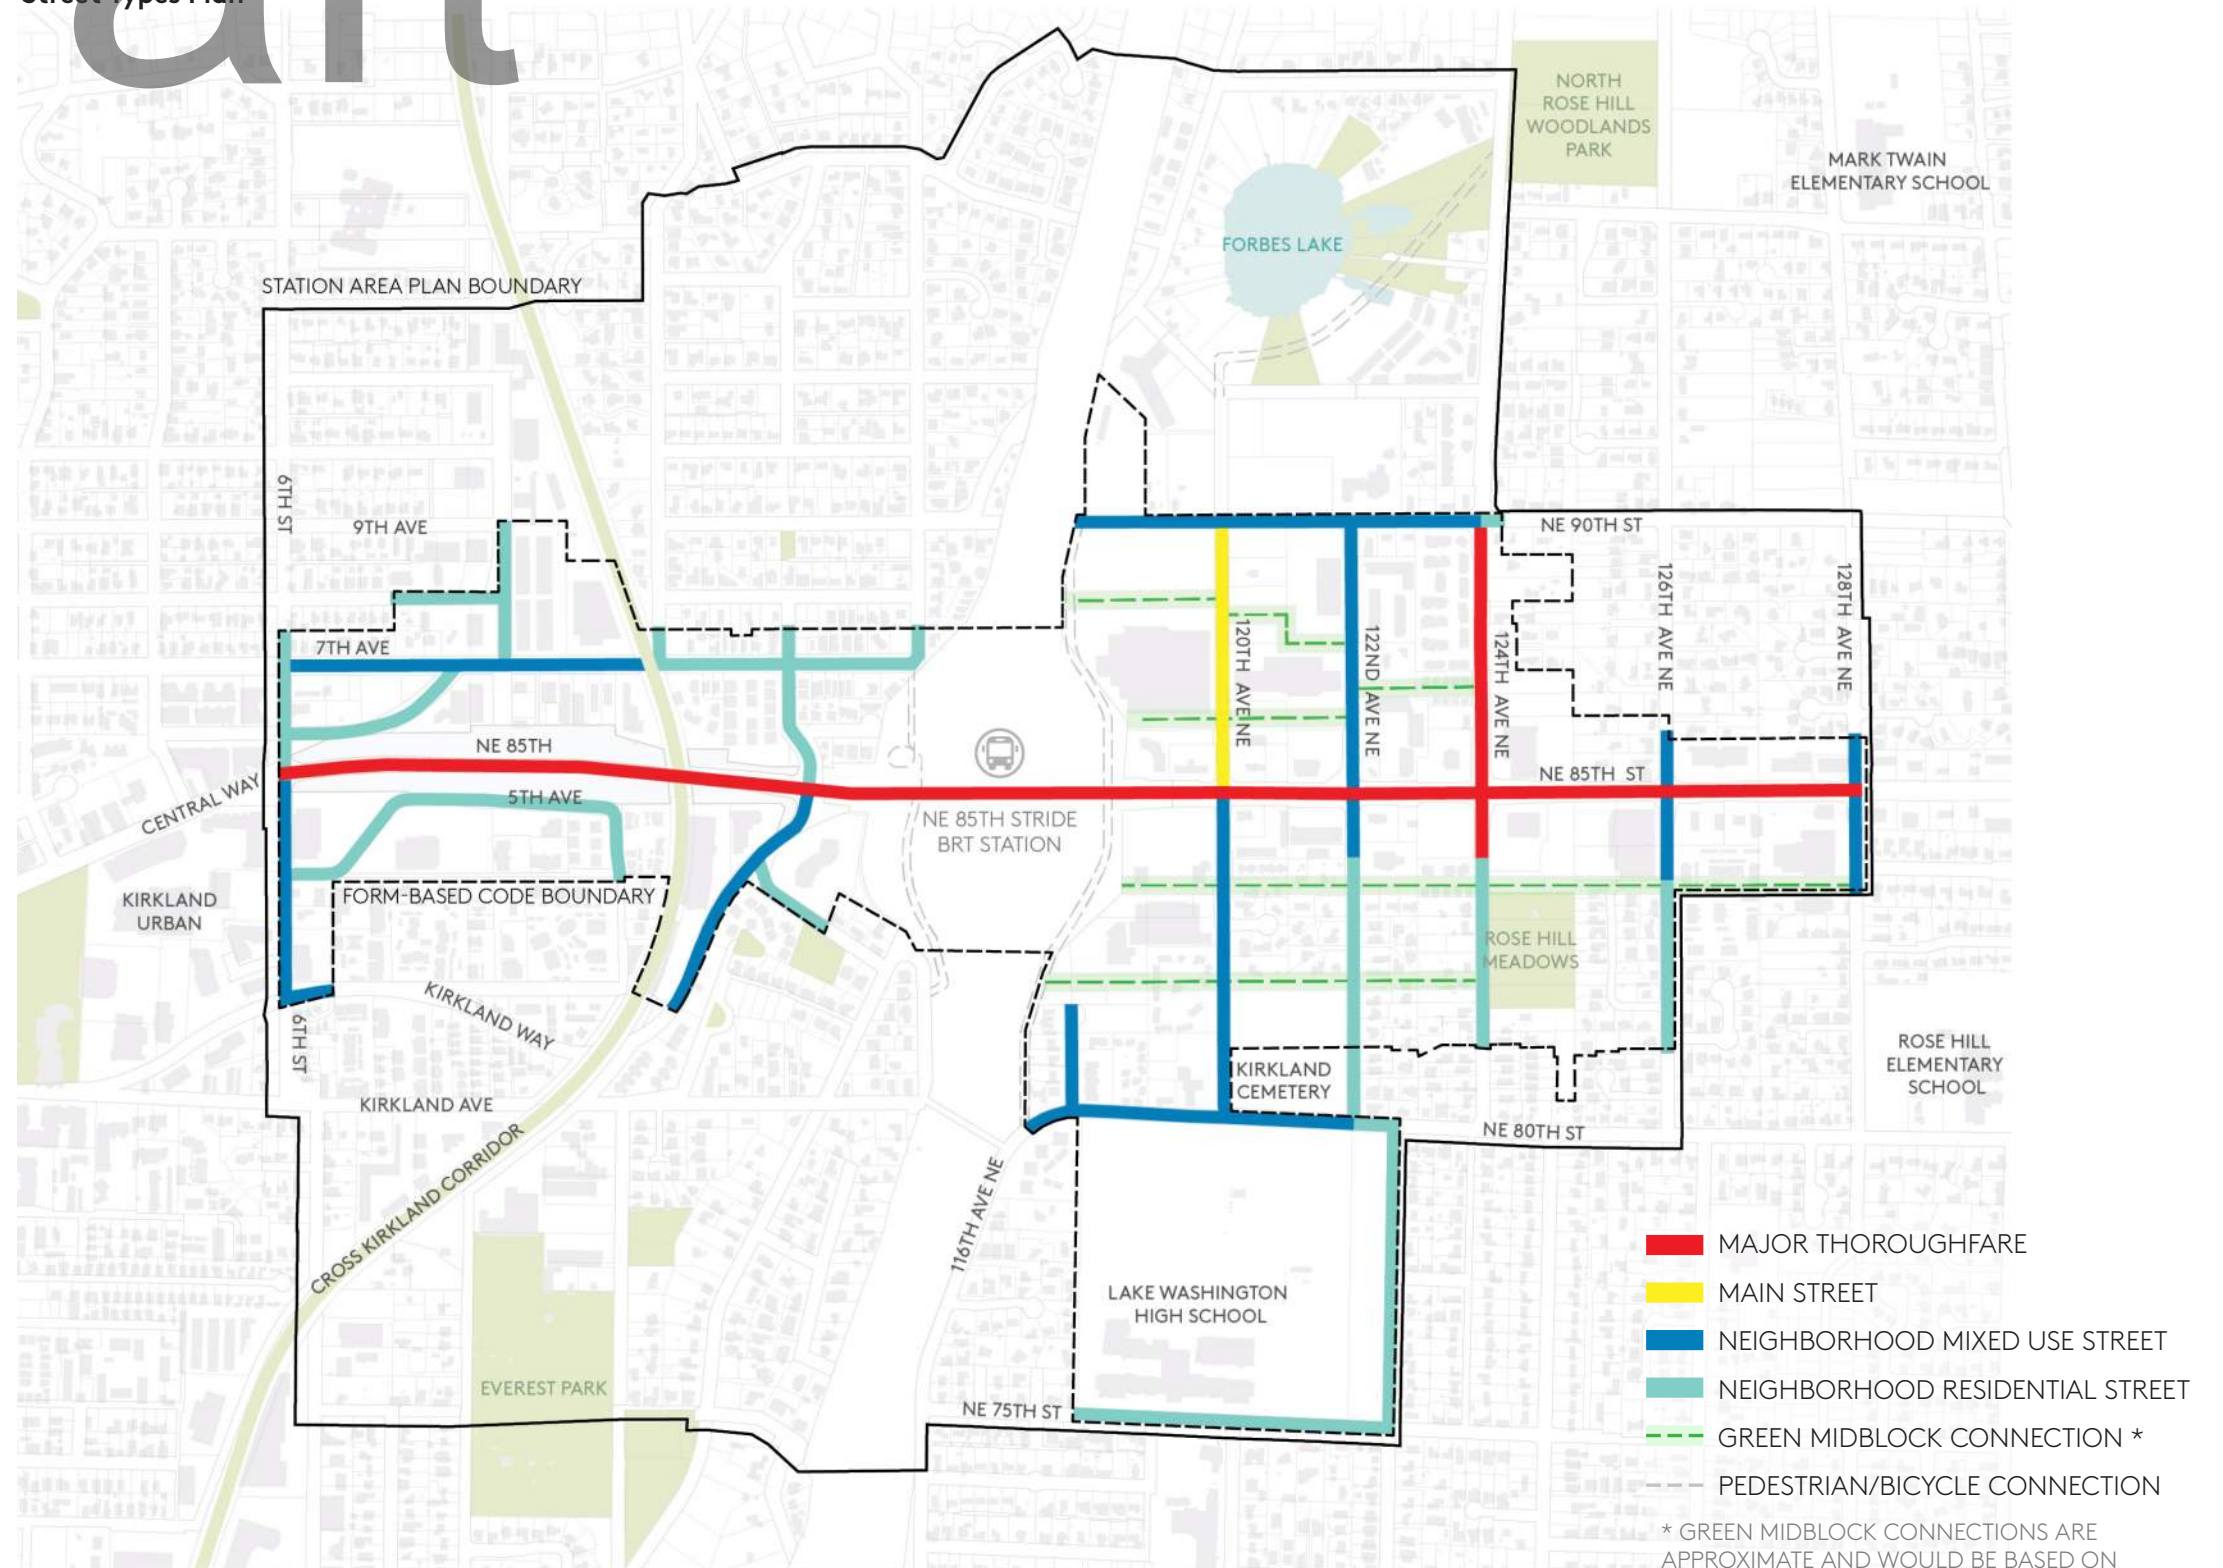 Street Types Plan
NORTH
ROSE HILL
WOODLANDS
PARK
MARK TWAIN
ELEMENTARY SCHOOL
FORBES LAKE
STATION AREA PLAN BOUNDARY
6TH ST
9TH AVE
NE 90TH ST
126TH AVE NE
128TH AVE NE
7TH AVE
120TH AVE NE
122ND AVE NE
124TH AVE NE
NE 85TH
NE 85TH ST
CENTRAL WAY
5TH AVE
NE 85TH STRIDE
BRT STATION
KIRKLAND
URBAN
FORM-BASED CODE BOUNDARY
ROSE HILL
MEADOWS
KIRKLAND WAY
6TH ST
KIRKLAND
CEMETERY
ROSE HILL
ELEMENTARY
SCHOOL
KIRKLAND AVE
NE 80TH ST
CROSS KIRKLAND CORRIDOR
116TH AVE NE
LAKE WASHINGTON
HIGH SCHOOL
EVEREST PARK
NE 75TH ST
MAJOR THOROUGHFARE
MAIN STREET
NEIGHBORHOOD MIXED USE STREET
NEIGHBORHOOD RESIDENTIAL STREET
GREEN MIDBLOCK CONNECTION *
PEDESTRIAN/BICYCLE CONNECTION
* GREEN MIDBLOCK CONNECTIONS ARE
APPROXIMATE AND WOULD BE BASED ON